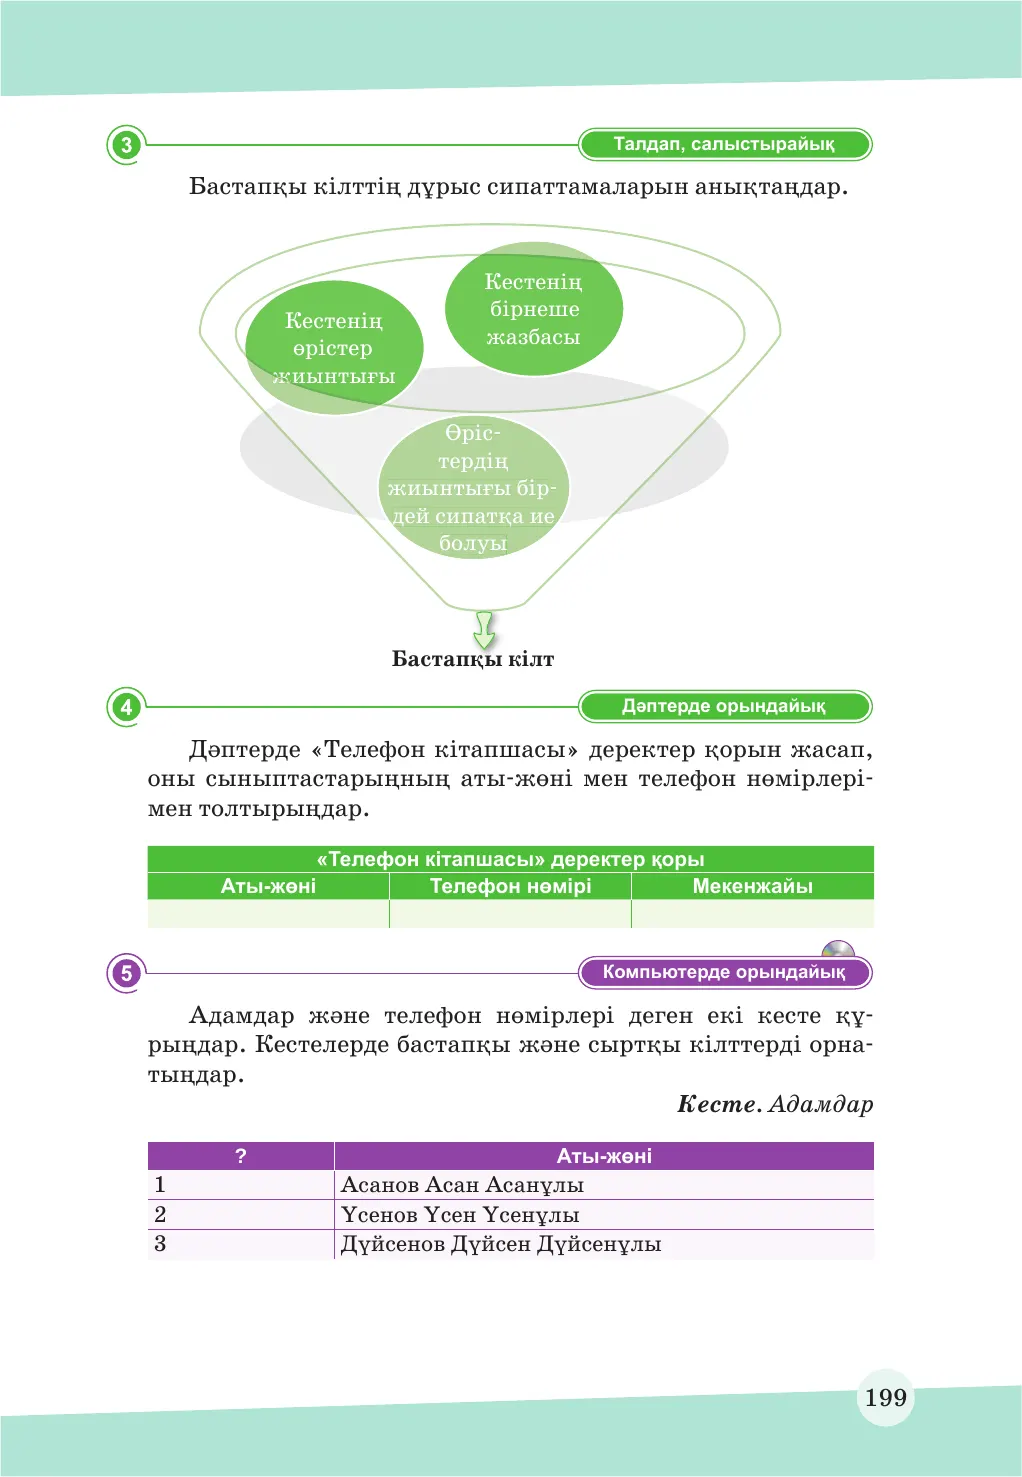 3
Талдап, салыстырайық
Бастапқы кілттің дұрыс сипаттамаларын анықтаңдар.
Кестенің
бірнеше
жазбасы
Кестенің
өрістер
жиынтығы
Өріс-
тердің
жиынтығы бір-
дей сипатқа ие
болуы
Бастапқы кілт
4
Дәптерде орындайық
Дәптерде «Телефон кітапшасы» деректер қорын жасап,
оны сыныптастарыңның аты-жөні мен телефон нөмірлері-
мен толтырыңдар.
«Телефон кітапшасы» деректер қоры
Аты-жөні Телефон нөмірі Мекенжайы
5
Компьютерде орындайық
Адамдар және телефон нөмірлері деген екі кесте құ-
рыңдар. Кестелерде бастапқы және сыртқы кілттерді орна-
тыңдар.
Кесте. Адамдар
? Аты-жөні
1 Асанов Асан Асанұлы
2 Үсенов Үсен Үсенұлы
3 Дүйсенов Дүйсен Дүйсенұлы
199